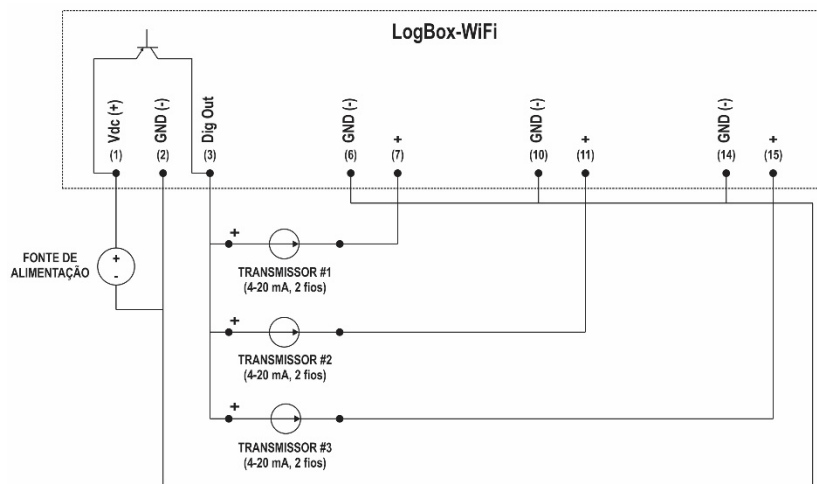 LogBox-WiFi
Vdc (+)
(1)
GND (-)
(2)
Dig Out
(3)
GND (-)
(6)
+
(7)
GND (-)
(10)
+
(11)
GND (-)
(14)
+
(15)
FONTE DE
ALIMENTAÇÃO
+
-
+
TRANSMISSOR #1
(4-20 mA, 2 fios)
+
TRANSMISSOR #2
(4-20 mA, 2 fios)
+
TRANSMISSOR #3
(4-20 mA, 2 fios)